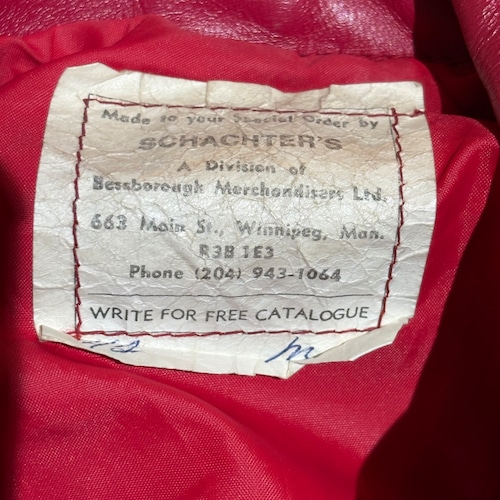 Made to your Special Order by
SCHACHTER'S
A Division of
Bessborough Merchandisers Ltd.
663 Main St., Winnipeg, Man.
R3B 1E3
Phone (204) 943-1064
WRITE FOR FREE CATALOGUE
m